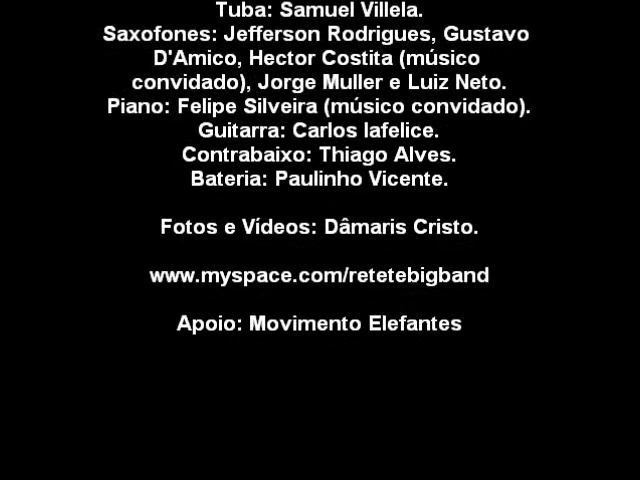 Tuba: Samuel Villela.
Saxofones: Jefferson Rodrigues, Gustavo
D'Amico, Hector Costita (músico
convidado), Jorge Muller e Luiz Neto.
Piano: Felipe Silveira (músico convidado).
Guitarra: Carlos Iafelice.
Contrabaixo: Thiago Alves.
Bateria: Paulinho Vicente.
Fotos e Vídeos: Dâmaris Cristo.
www.myspace.com/retetebigband
Apoio: Movimento Elefantes